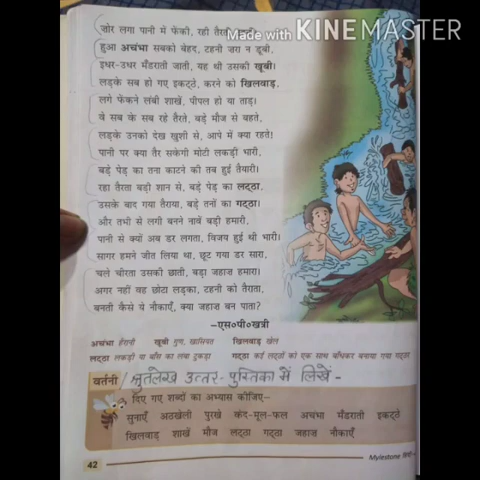 ज़ोर लगा पानी में फेंकी, रही तैरती
Made with KINEMASTER
हुआ अचंभा सबको बेहद, टहनी ज़रा न डूबी,
इधर-उधर मँडराती जाती, यह थी उसकी खूबी।
लड़के सब हो गए इकट्ठे, करने को खिलवाड़,
लगे फेंकने लंबी शाखें, पीपल हो या ताड़।
वे सब के सब रहे तैरते, बड़े मौज से बहते,
लड़के उनको देख खुशी से, आपे में क्या रहते!
पानी पर क्या तैर सकेगी मोटी लकड़ी भारी,
बड़े पेड़ का तना काटने की तब हुई तैयारी।
रहा तैरता बड़ी शान से, बड़े पेड़ का लट्ठा,
उसके बाद गया तैराया, बड़े तनों का गट्ठा।
और तभी से लगी बनने नावें बड़ी हमारी,
पानी से क्यों अब डर लगता, विजय हुई थी भारी।
सागर हमने जीत लिया था, छूट गया डर सारा,
चले चीरता उसकी छाती, बड़ा जहाज़ हमारा।
अगर नहीं वह छोटा लड़का, टहनी को तैराता,
बनती कैसे ये नौकाएँ, क्या जहाज़ बन पाता?
—एस०पी०खत्री
अचंभा हैरानी खूबी गुण, खासियत खिलवाड़ खेल
लट्ठा लकड़ी या बाँस का लंबा टुकड़ा गट्ठा कई लट्ठों को एक साथ बाँधकर बनाया गया गट्ठर
वर्तनी / श्रुतलेख उत्तर-पुस्तिका में लिखें -
दिए गए शब्दों का अभ्यास कीजिए–
सुनाएँ अठखेली पुरखे कंद-मूल-फल अचंभा मँडराती इकट्ठे
खिलवाड़ शाखें मौज लट्ठा गट्ठा जहाज़ नौकाएँ
42
Mylestone